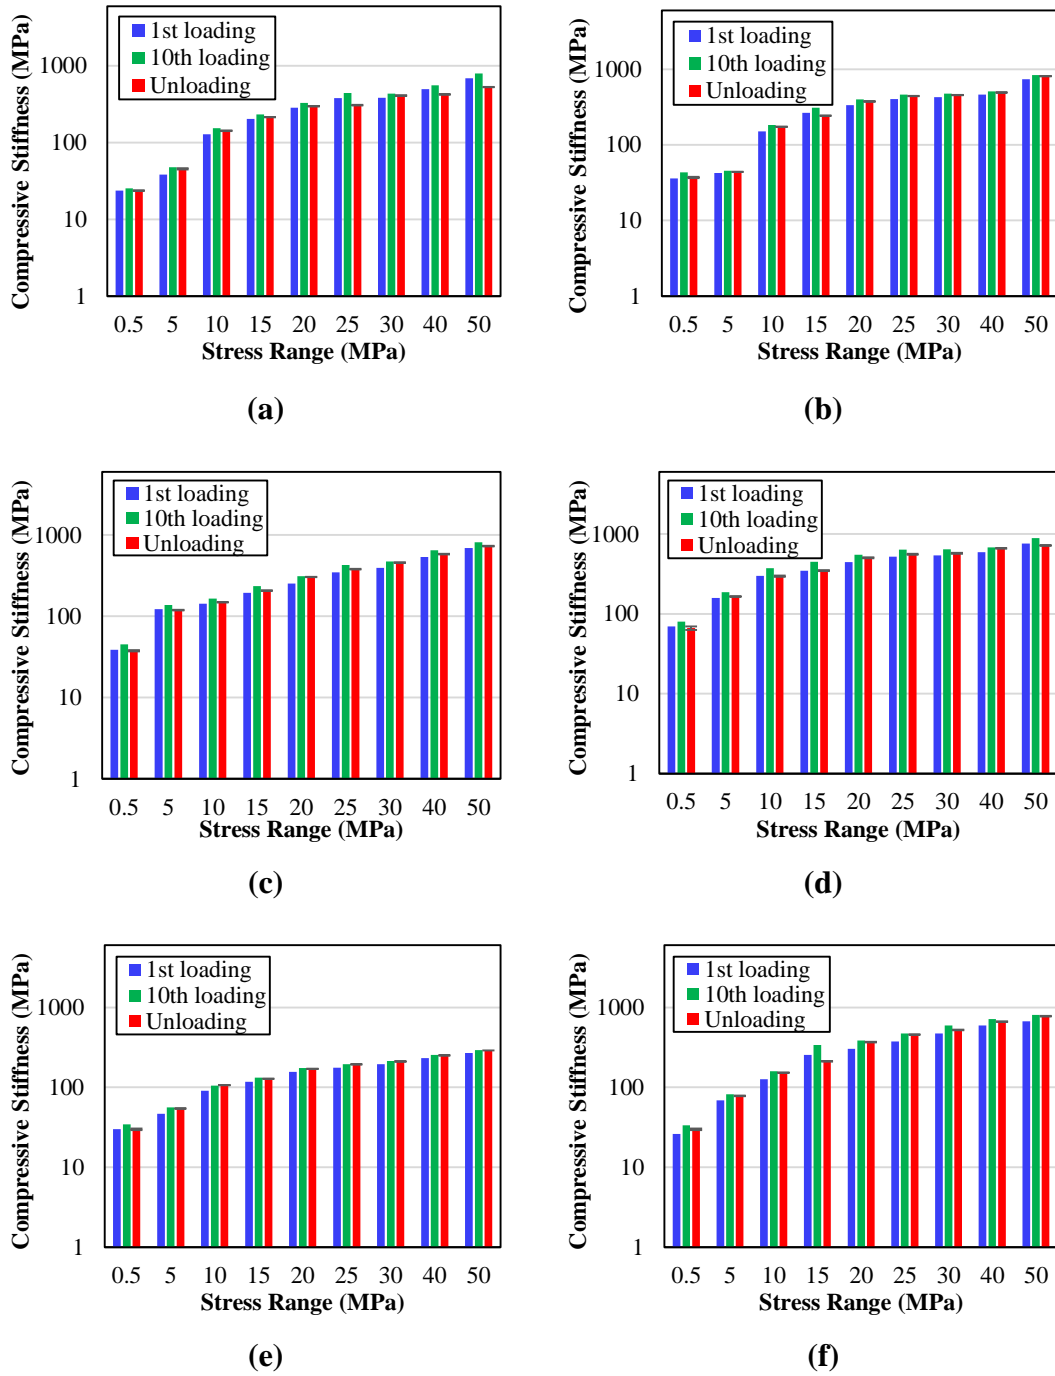 Compressive Stiffness (MPa)
1000
100
10
1
1st loading
10th loading
Unloading
0.5 5 10 15 20 25 30 40 50
Stress Range (MPa)
(a)
Compressive Stiffness (MPa)
1000
100
10
1
1st loading
10th loading
Unloading
0.5 5 10 15 20 25 30 40 50
Stress Range (MPa)
(b)
Compressive Stiffness (MPa)
1000
100
10
1
1st loading
10th loading
Unloading
0.5 5 10 15 20 25 30 40 50
Stress Range (MPa)
(c)
Compressive Stiffness (MPa)
1000
100
10
1
1st loading
10th loading
Unloading
0.5 5 10 15 20 25 30 40 50
Stress Range (MPa)
(d)
Compressive Stiffness (MPa)
1000
100
10
1
1st loading
10th loading
Unloading
0.5 5 10 15 20 25 30 40 50
Stress Range (MPa)
(e)
Compressive Stiffness (MPa)
1000
100
10
1
1st loading
10th loading
Unloading
0.5 5 10 15 20 25 30 40 50
Stress Range (MPa)
(f)